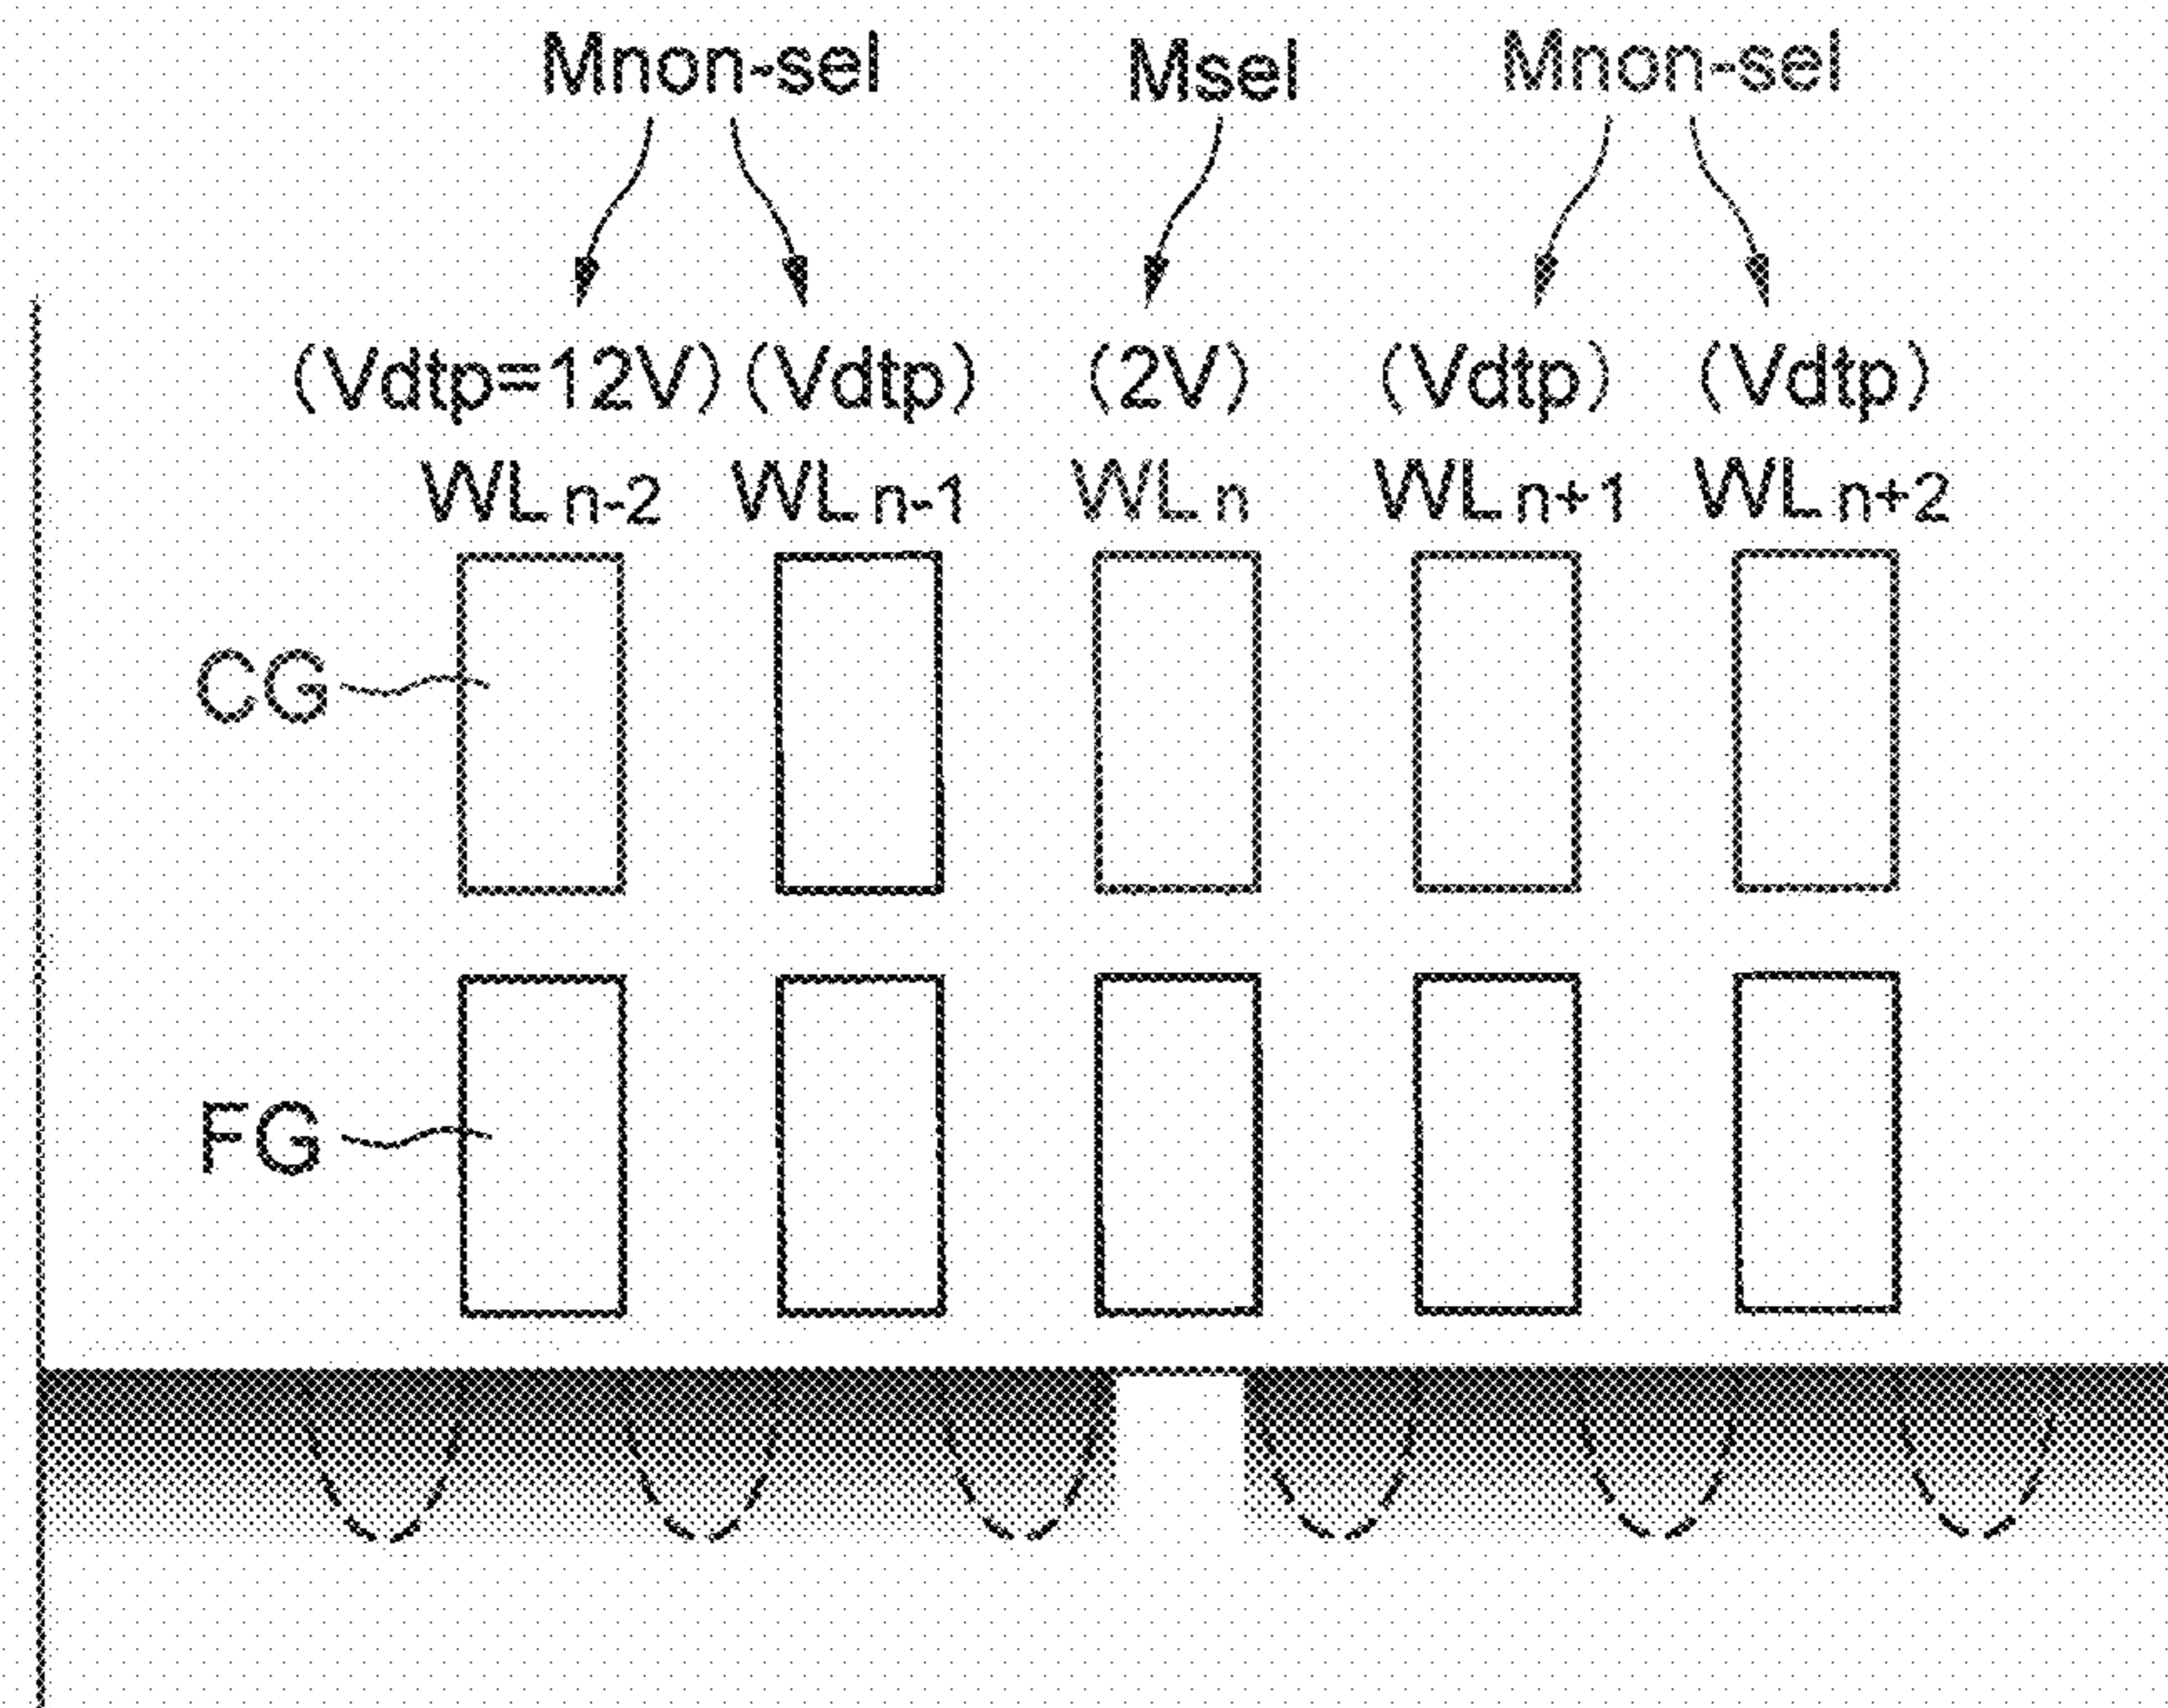 Mnon-sel Msel Mnon-sel
(Vdtp=12V) (Vdtp) (2V) (Vdtp) (Vdtp)
WLn-2 WLn-1 WLn WLn+1 WLn+2
CG
FG